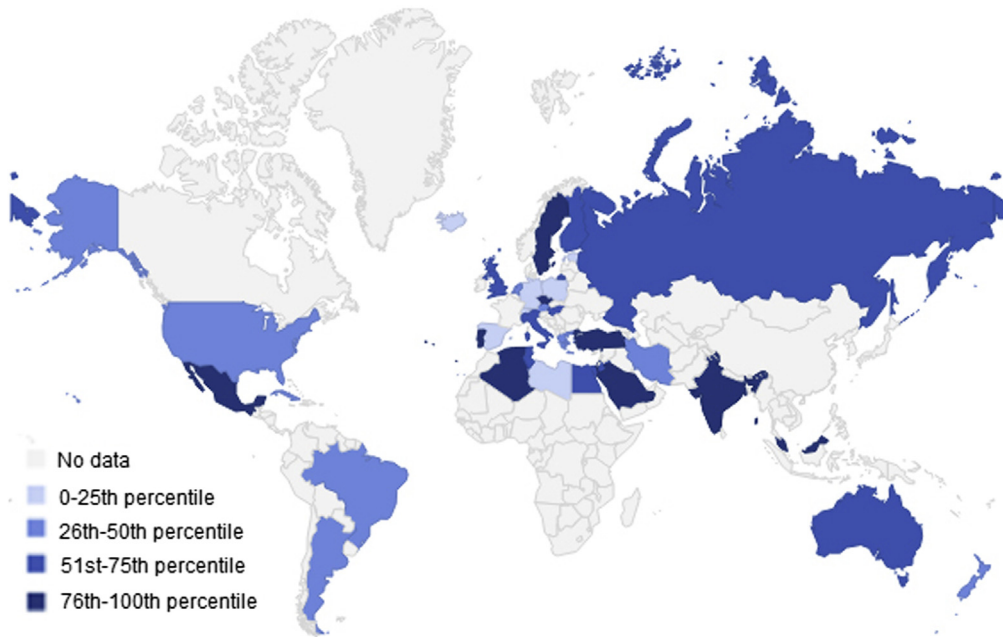 No data
0-25th percentile
26th-50th percentile
51st-75th percentile
76th-100th percentile